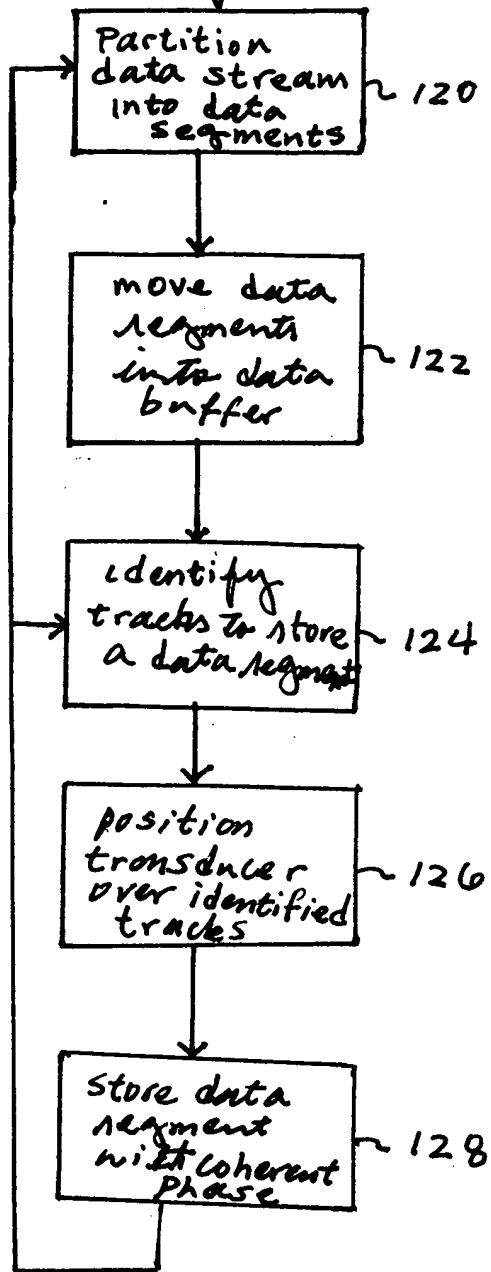 Partition
data stream
into data
segments
120
move data
segments
into data
buffer
122
identify
tracks to store
a data segment
124
position
transducer
over identified
tracks
126
store data
segment
with coherent
phase
128